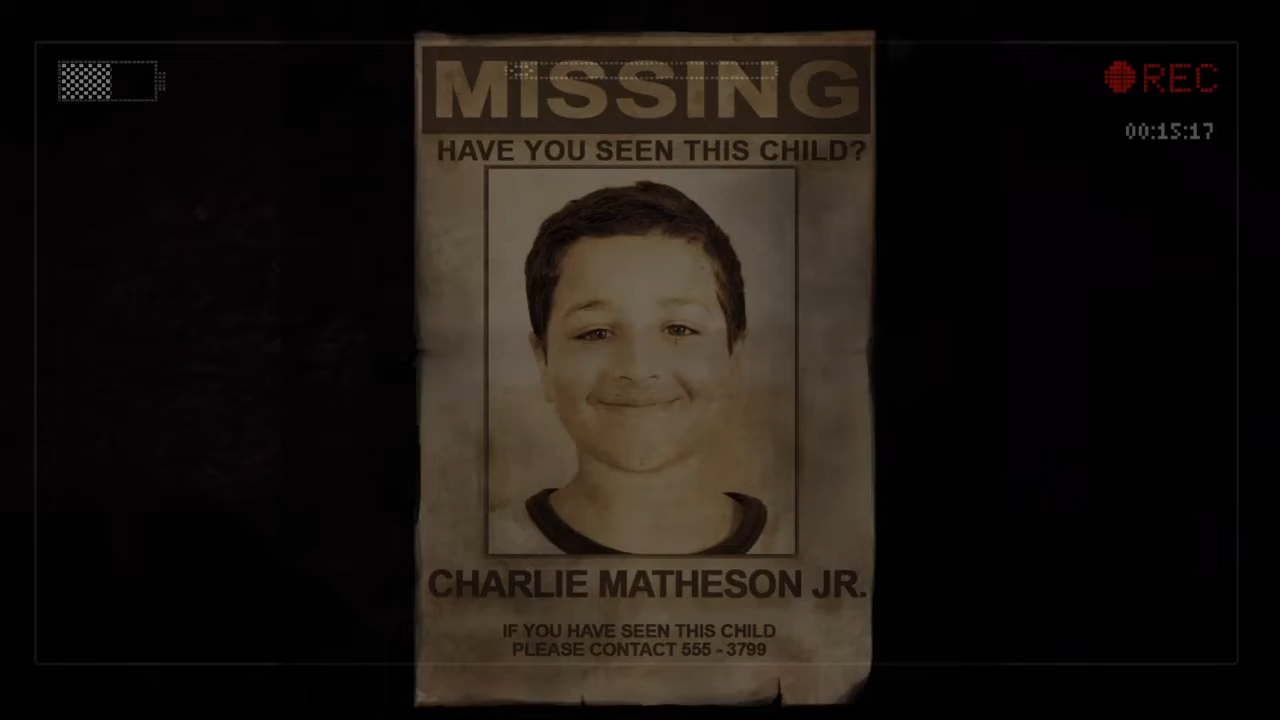 MISSING
REC
00:15:17
HAVE YOU SEEN THIS CHILD?
CHARLIE MATHESON JR.
IF YOU HAVE SEEN THIS CHILD
PLEASE CONTACT 555 - 3799